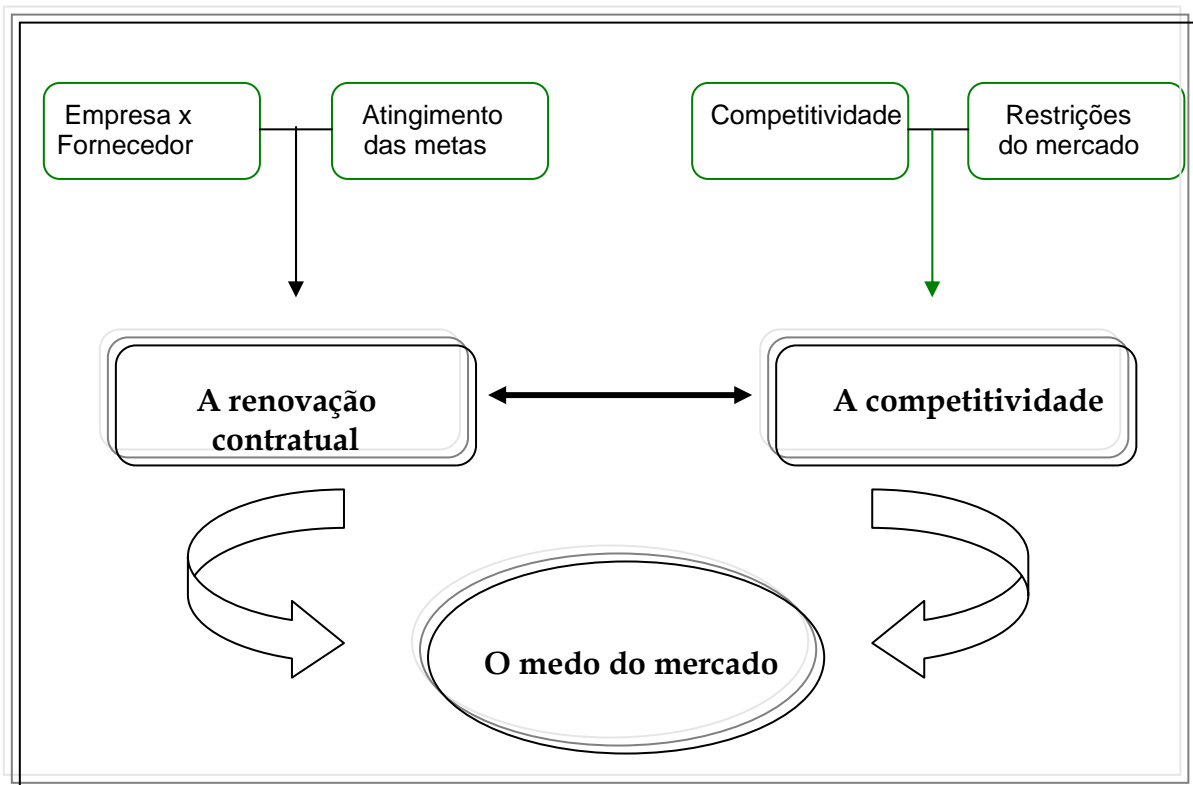 Empresa x
Fornecedor
Atingimento
das metas
Competitividade
Restrições
do mercado
A renovação
contratual
A competitividade
O medo do mercado